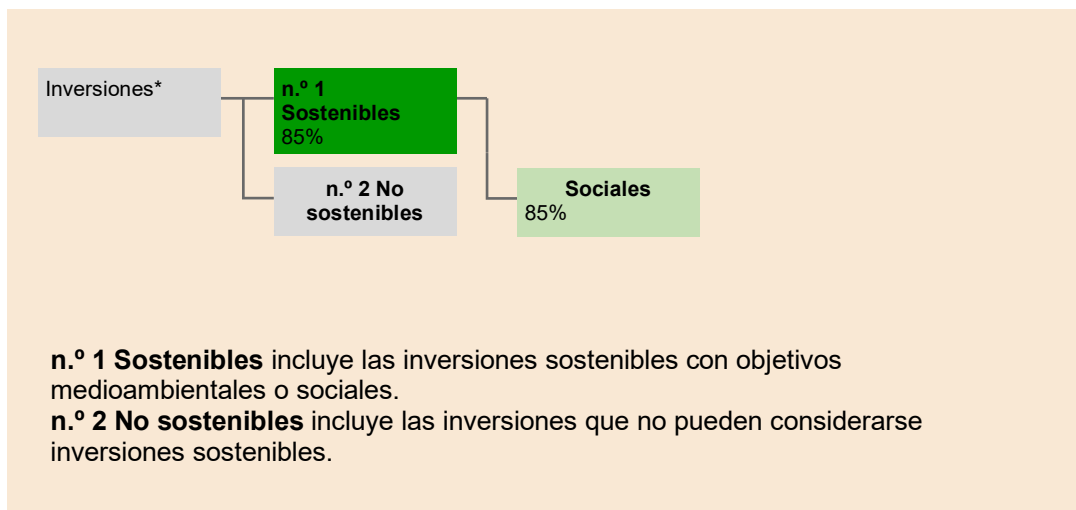 Inversiones*
n.º 1
Sostenibles
85%
n.º 2 No
sostenibles
Sociales
85%
n.º 1 Sostenibles incluye las inversiones sostenibles con objetivos
medioambientales o sociales.
n.º 2 No sostenibles incluye las inversiones que no pueden considerarse
inversiones sostenibles.